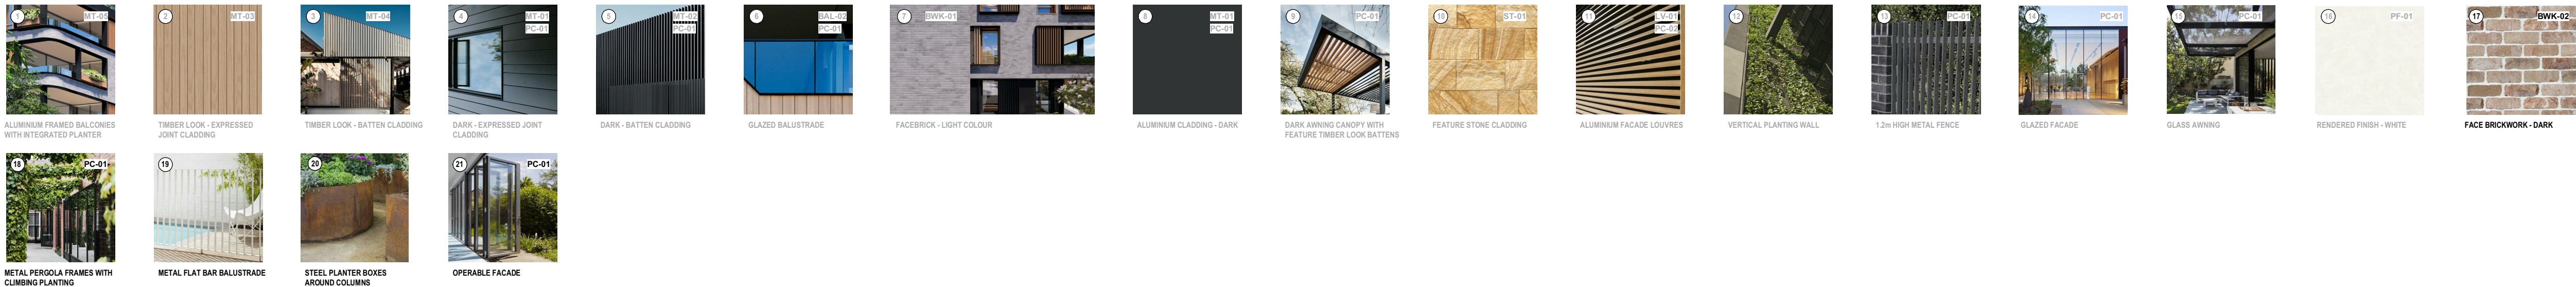 1 MT-05
ALUMINIUM FRAMED BALCONIES
WITH INTEGRATED PLANTER
2 MT-03
TIMBER LOOK - EXPRESSED
JOINT CLADDING
3 MT-04
TIMBER LOOK - BATTEN CLADDING
4 MT-01
PC-01
DARK - EXPRESSED JOINT
CLADDING
5 MT-02
PC-01
DARK - BATTEN CLADDING
6 BAL-02
PC-01
GLAZED BALUSTRADE
7 BWK-01
FACEBRICK - LIGHT COLOUR
8 MT-01
PC-01
ALUMINIUM CLADDING - DARK
9 PC-01
DARK AWNING CANOPY WITH
FEATURE TIMBER LOOK BATTENS
10 ST-01
FEATURE STONE CLADDING
11 LV-01
PC-02
ALUMINIUM FACADE LOUVRES
12
VERTICAL PLANTING WALL
13 PC-01
1.2m HIGH METAL FENCE
14 PC-01
GLAZED FACADE
15 PC-01
GLASS AWNING
16 PF-01
RENDERED FINISH - WHITE
17 BWK-02
FACE BRICKWORK - DARK
18 PC-01
METAL PERGOLA FRAMES WITH
CLIMBING PLANTING
19
METAL FLAT BAR BALUSTRADE
20
STEEL PLANTER BOXES
AROUND COLUMNS
21 PC-01
OPERABLE FACADE